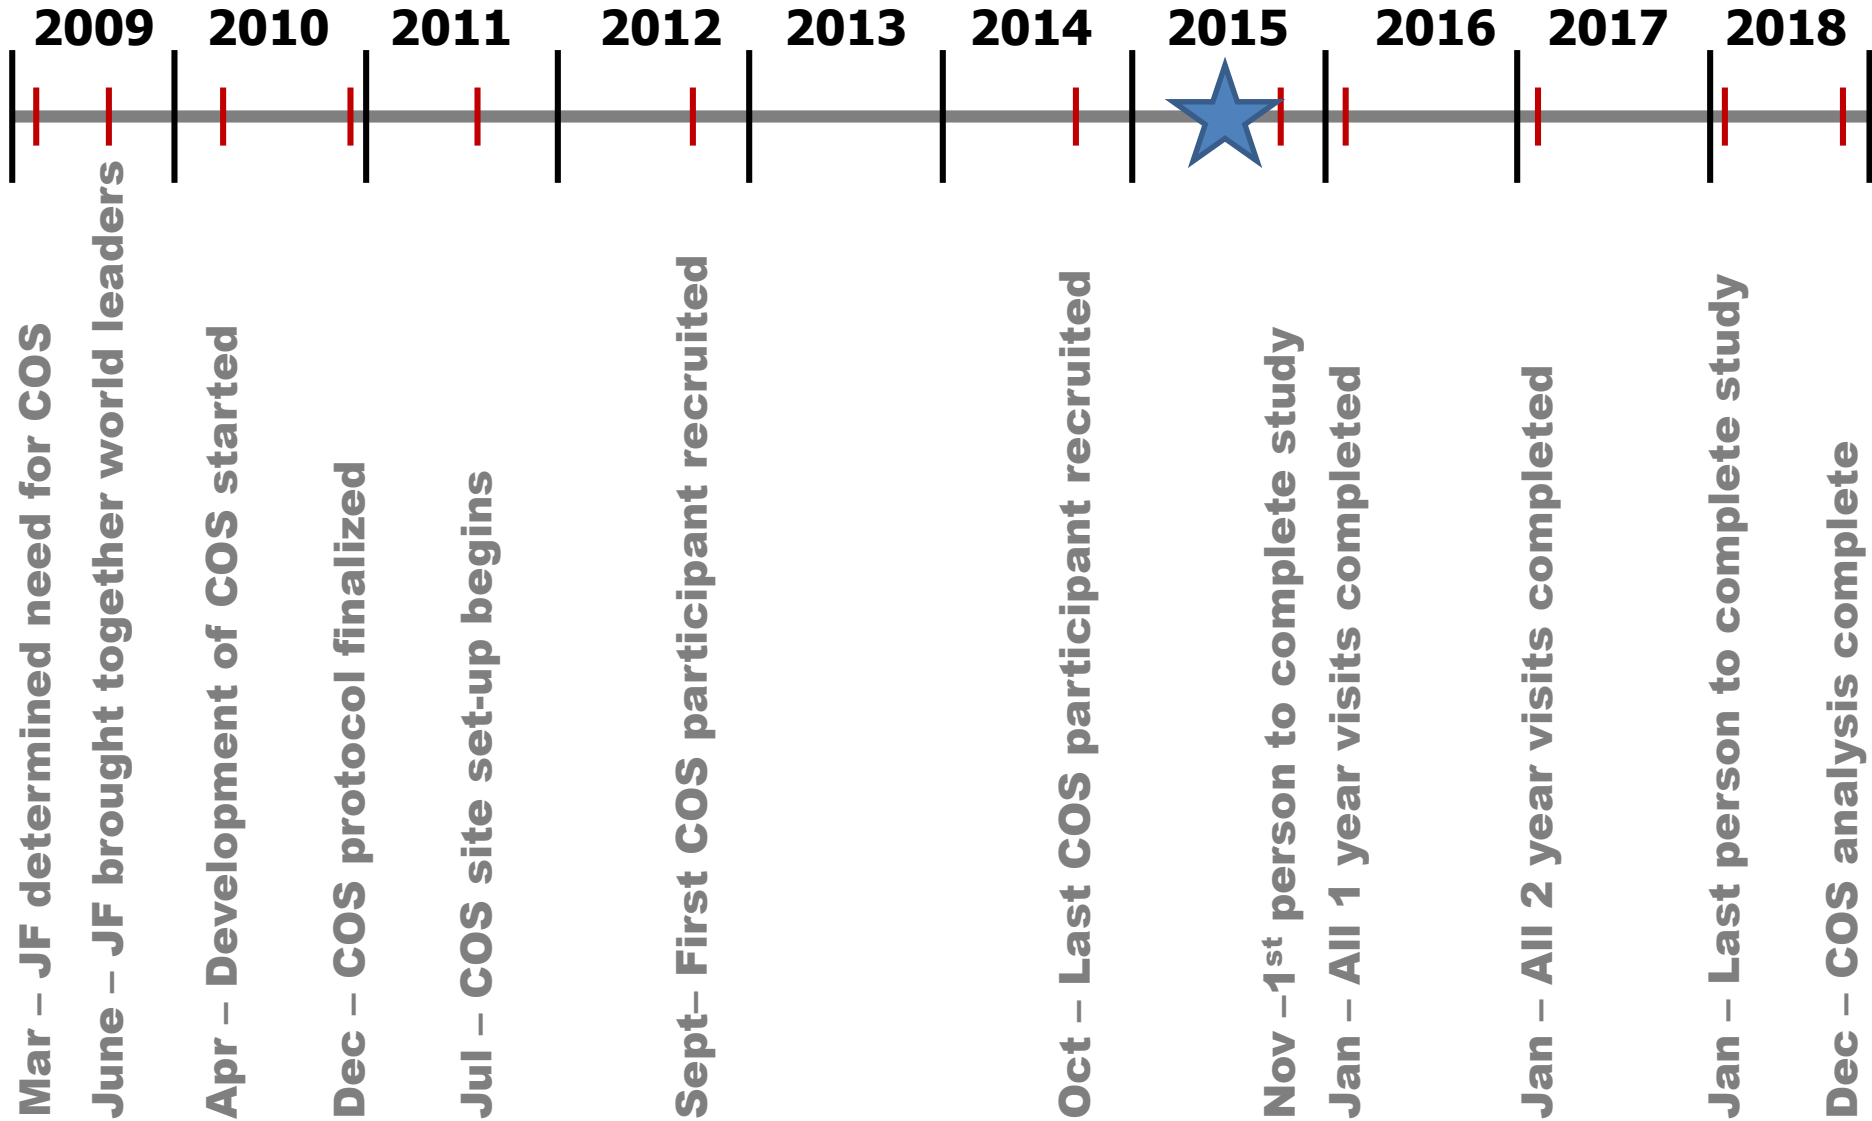 2009 2010 2011 2012 2013 2014 2015 2016 2017 2018
Mar – JF determined need for COS
June – JF brought together world leaders
Apr – Development of COS started
Dec – COS protocol finalized
Jul – COS site set-up begins
Sept– First COS participant recruited
Oct – Last COS participant recruited
Nov –1st person to complete study
Jan – All 1 year visits completed
Jan – All 2 year visits completed
Jan – Last person to complete study
Dec – COS analysis complete